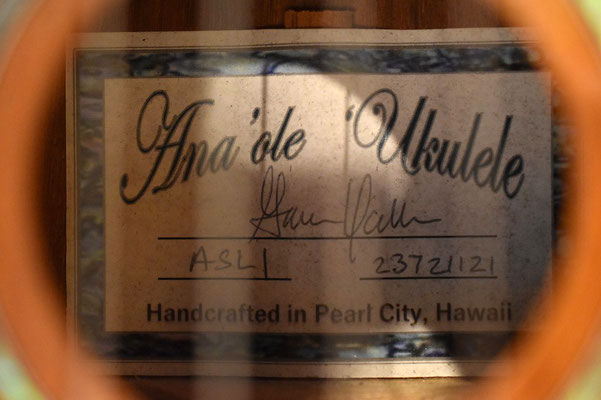 Ana'ole 'Ukulele
ASL1 23721121
Handcrafted in Pearl City, Hawaii